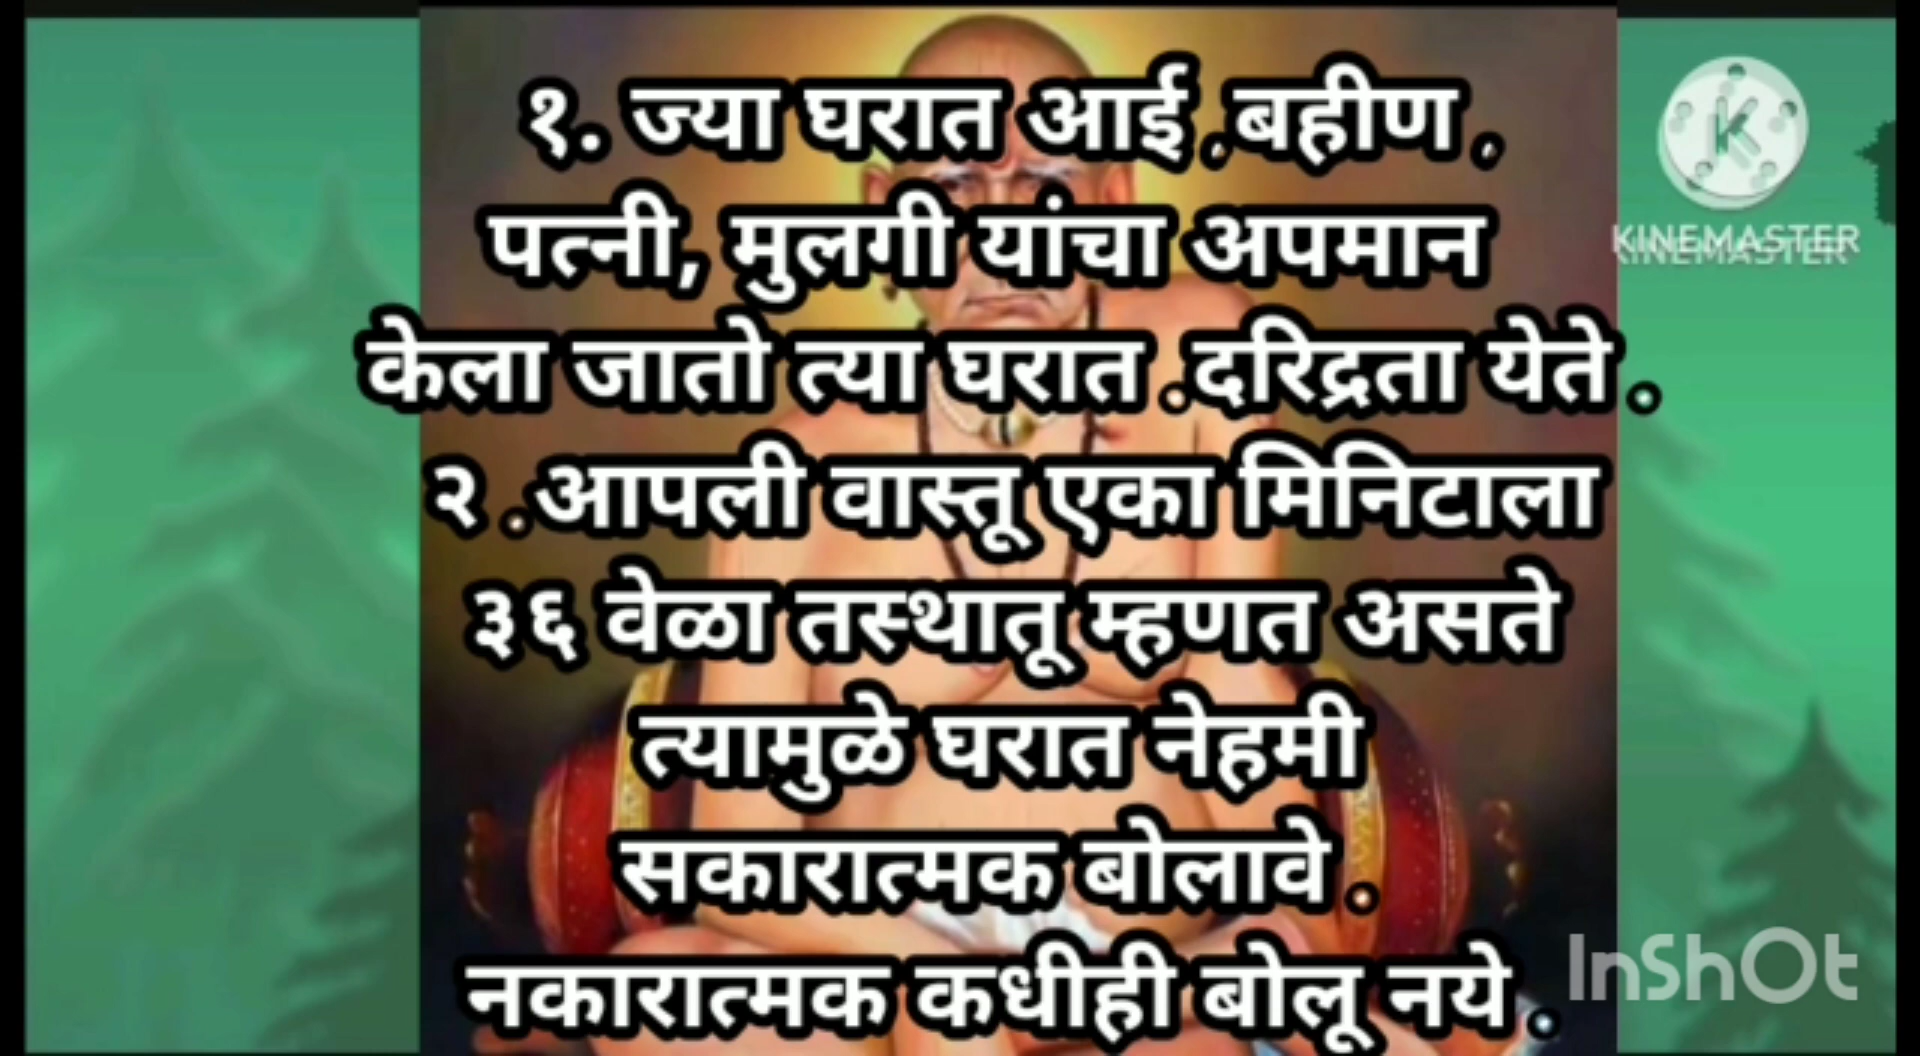 १. ज्या घरात आई .बहीण .
पत्नी, मुलगी यांचा अपमान
केला जातो त्या घरात .दरिद्रता येते .
२ .आपली वास्तू एका मिनिटाला
३६ वेळा तस्थातू म्हणत असते
त्यामुळे घरात नेहमी
सकारात्मक बोलावे .
नकारात्मक कधीही बोलू नये .
KINEMASTER
InShOt